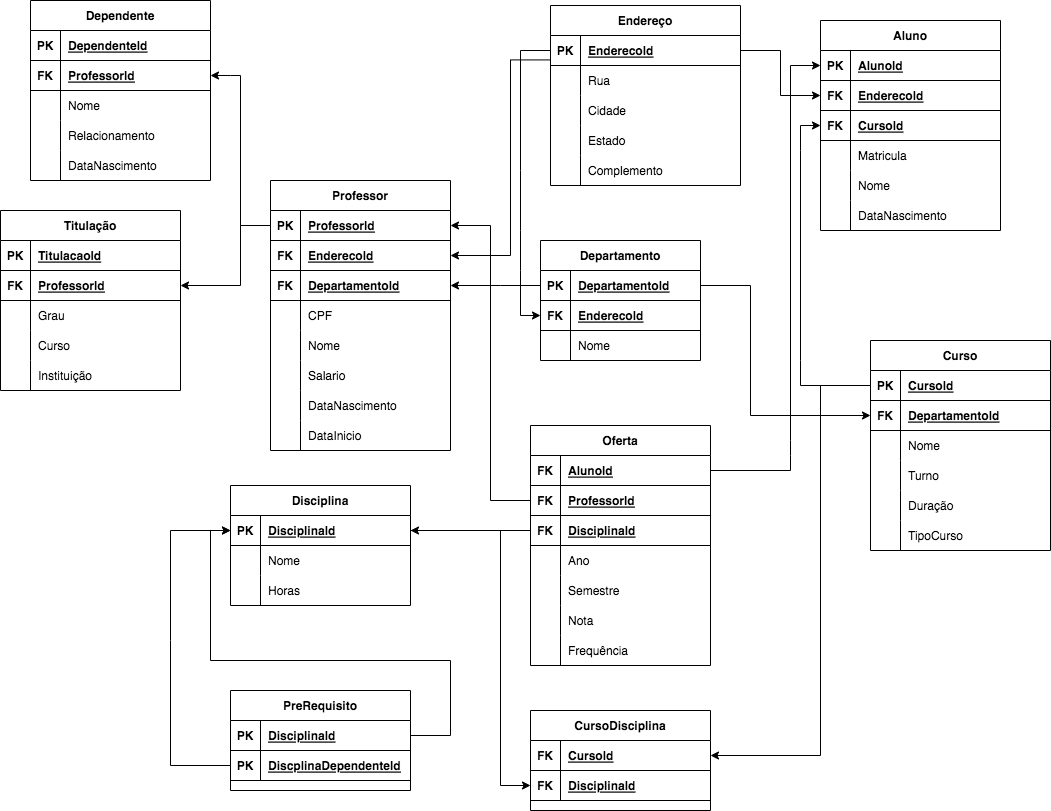 Dependente
PK DependenteId
FK ProfessorId
Nome
Relacionamento
DataNascimento
Titulação
PK TitulacaoId
FK ProfessorId
Grau
Curso
Instituição
Professor
PK ProfessorId
FK EnderecoId
FK DepartamentoId
CPF
Nome
Salario
DataNascimento
DataInicio
Endereço
PK EnderecoId
Rua
Cidade
Estado
Complemento
Aluno
PK AlunoId
FK EnderecoId
FK CursoId
Matricula
Nome
DataNascimento
Departamento
PK DepartamentoId
FK EnderecoId
Nome
Curso
PK CursoId
FK DepartamentoId
Nome
Turno
Duração
TipoCurso
Oferta
FK AlunoId
FK ProfessorId
FK DisciplinaId
Ano
Semestre
Nota
Frequência
Disciplina
PK DisciplinaId
Nome
Horas
PreRequisito
PK DisciplinaId
PK DiscplinaDependenteId
CursoDisciplina
FK CursoId
FK DisciplinaId